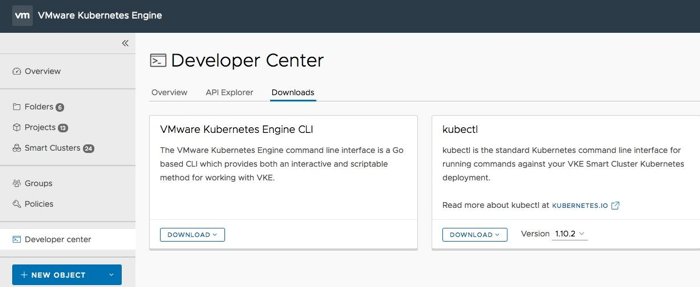 vm VMware Kubernetes Engine
«
Overview
Folders 6
Projects 13
Smart Clusters 24
Groups
Policies
Developer center
+ NEW OBJECT
Developer Center
Overview API Explorer Downloads
VMware Kubernetes Engine CLI
The VMware Kubernetes Engine command line interface is a Go
based CLI which provides both an interactive and scriptable
method for working with VKE.
DOWNLOAD
kubectl
kubectl is the standard Kubernetes command line interface for
running commands against your VKE Smart Cluster Kubernetes
deployment.
Read more about kubectl at KUBERNETES.IO
DOWNLOAD Version 1.10.2